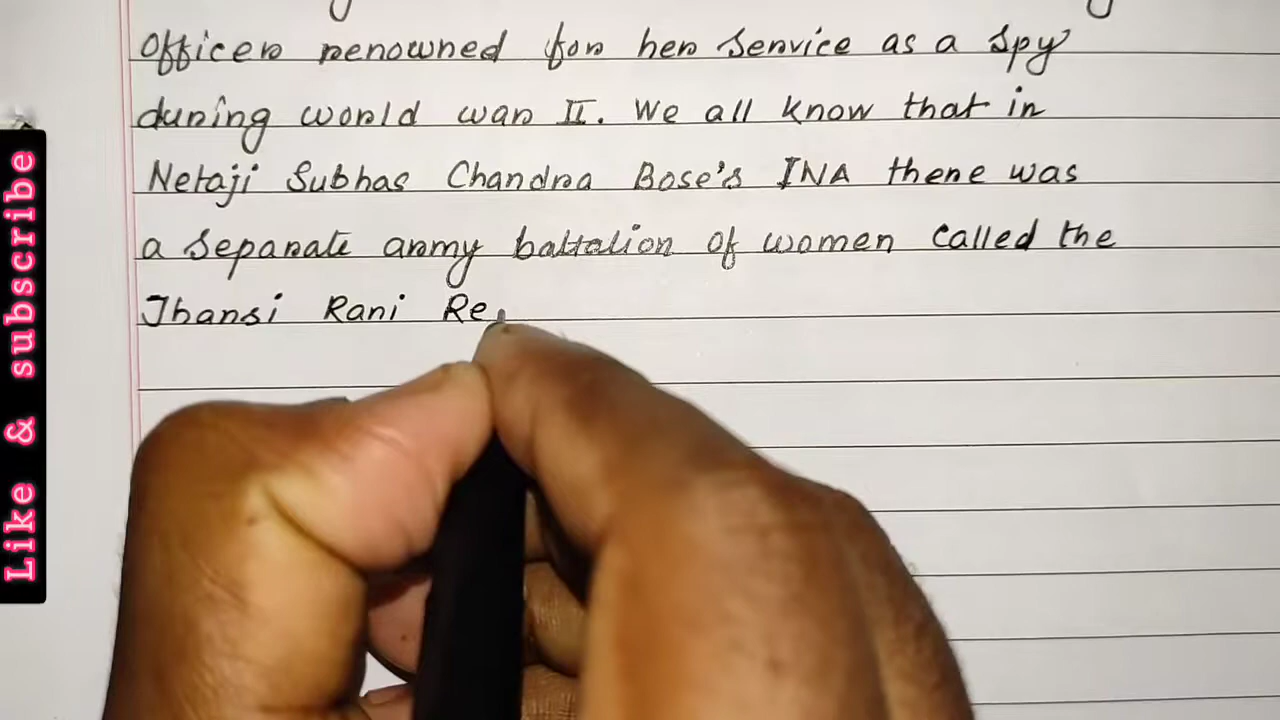 Officer renowned for her service as a spy
during world war II. We all know that in
Netaji Subhas Chandra Bose's INA there was
a separate army battalion of women called the
Jhansi Rani Re
Like & subscribe